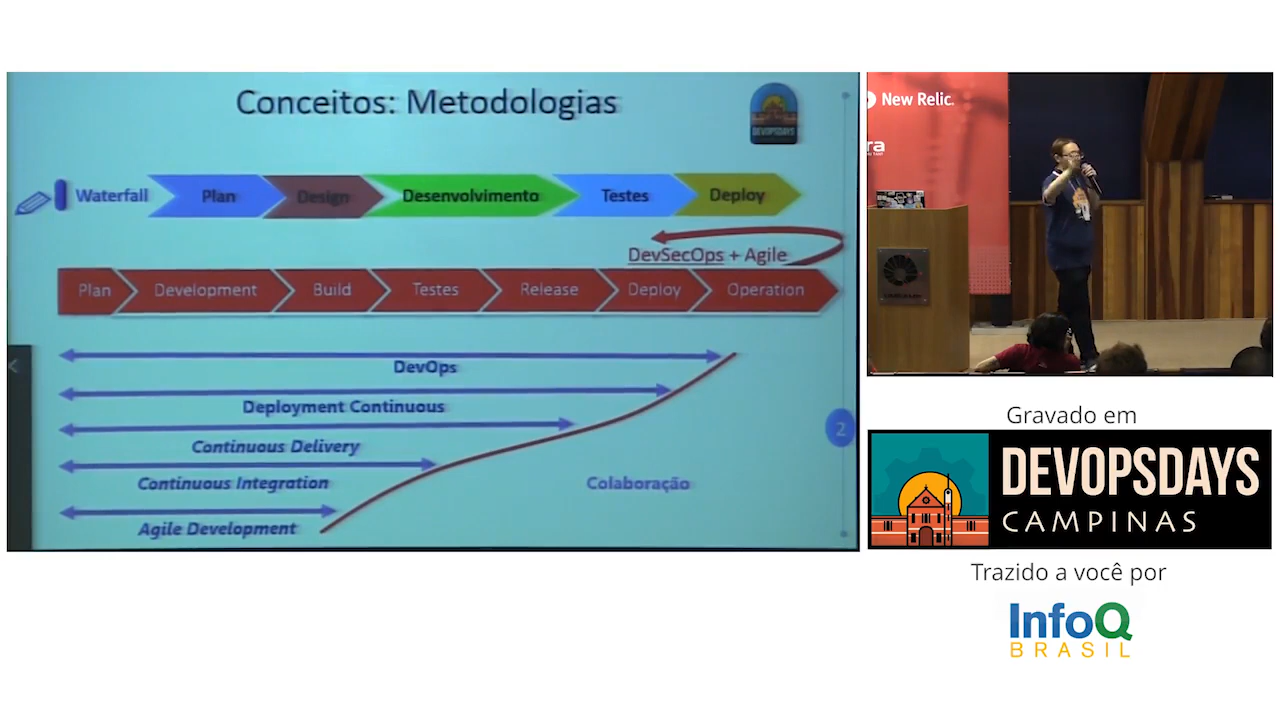 Conceitos: Metodologias
DEVOPSDAYS
Waterfall
Plan
Design
Desenvolvimento
Testes
Deploy
DevSecOps + Agile
Plan
Development
Build
Testes
Release
Deploy
Operation
DevOps
Deployment Continuous
Continuous Delivery
Continuous Integration
Agile Development
Colaboração
2
New Relic.
ra
Gravado em
DEVOPSDAYS
CAMPINAS
Trazido a você por
InfoQ
BRASIL